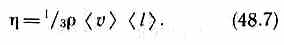 η = ¹/₃ρ ⟨v⟩ ⟨l⟩. (48.7)